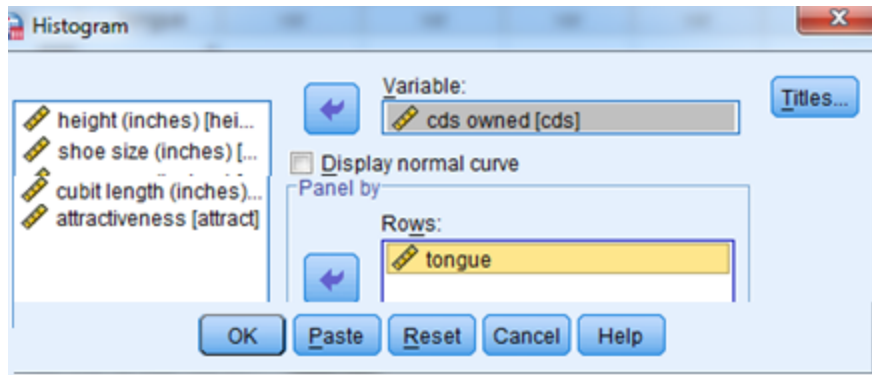 Histogram
Variable:
cds owned [cds]
Titles...
height (inches) [hei...
shoe size (inches) [...
cubit length (inches)...
attractiveness [attract]
Display normal curve
Panel by
Rows:
tongue
OK
Paste
Reset
Cancel
Help